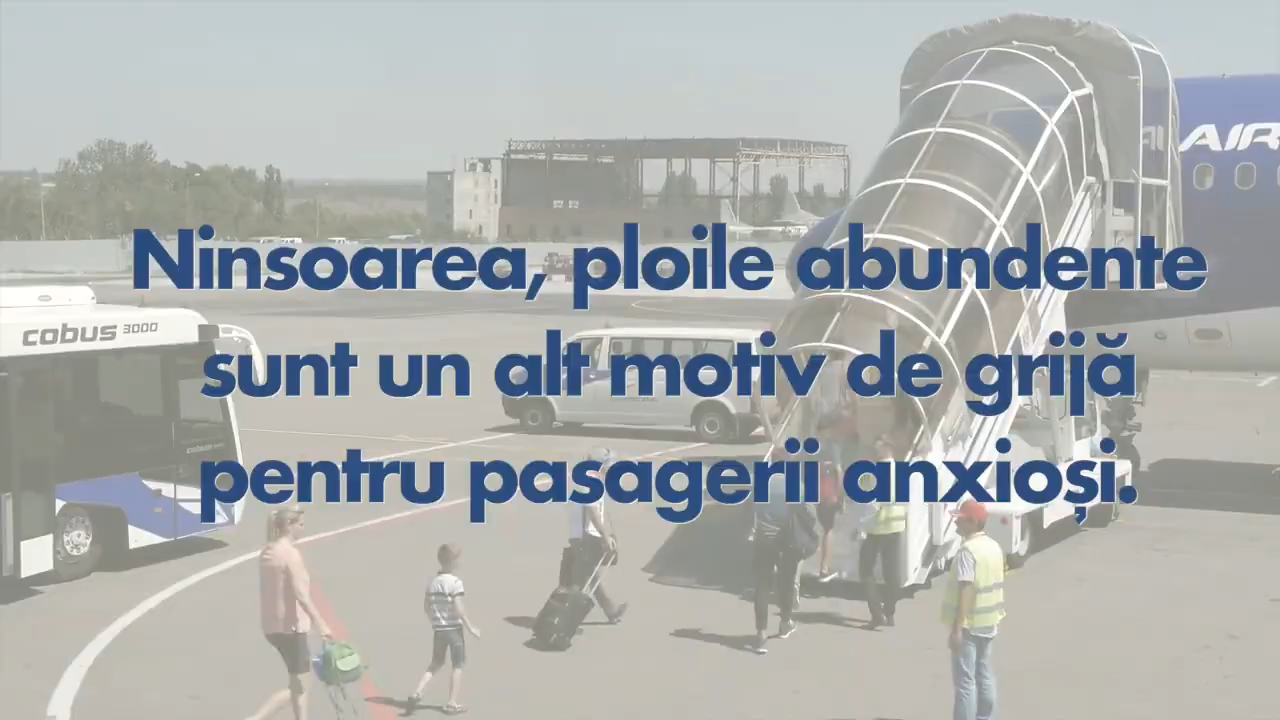 AIR
Ninsoarea, ploile abundente
cobus 3000
sunt un alt motiv de grijă
pentru pasagerii anxioși.